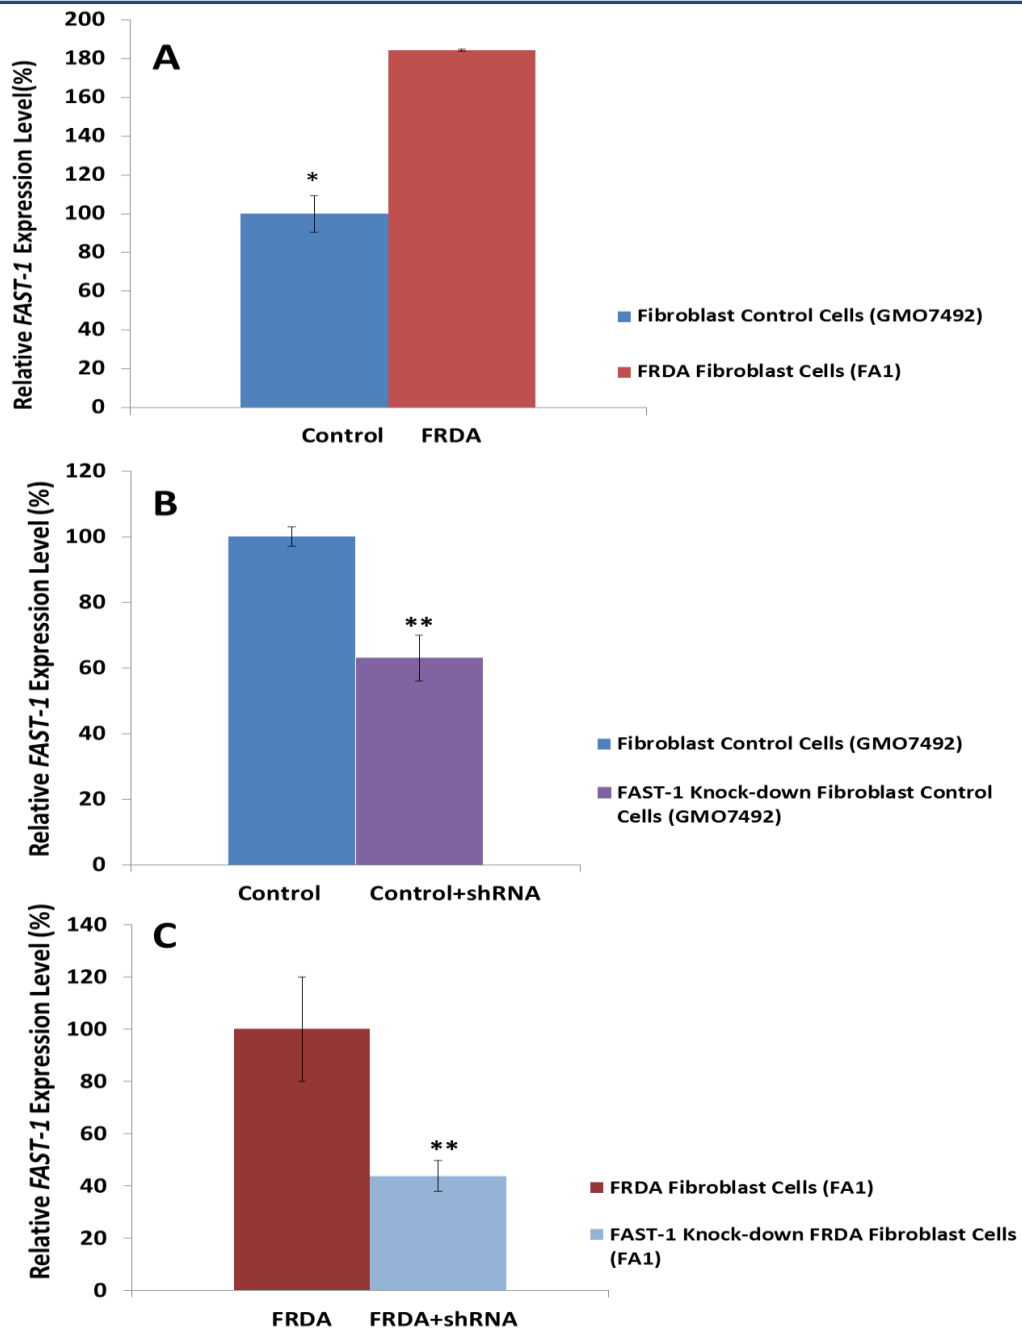 A
Relative FAST-1 Expression Level(%)
200
180
160
140
120
100
80
60
40
20
0
*
Control FRDA
Fibroblast Control Cells (GMO7492)
FRDA Fibroblast Cells (FA1)
B
Relative FAST-1 Expression Level (%)
120
100
80
60
40
20
0
**
Control Control+shRNA
Fibroblast Control Cells (GMO7492)
FAST-1 Knock-down Fibroblast Control
Cells (GMO7492)
C
Relative FAST-1 Expression Level (%)
140
120
100
80
60
40
20
0
**
FRDA FRDA+shRNA
FRDA Fibroblast Cells (FA1)
FAST-1 Knock-down FRDA Fibroblast Cells
(FA1)